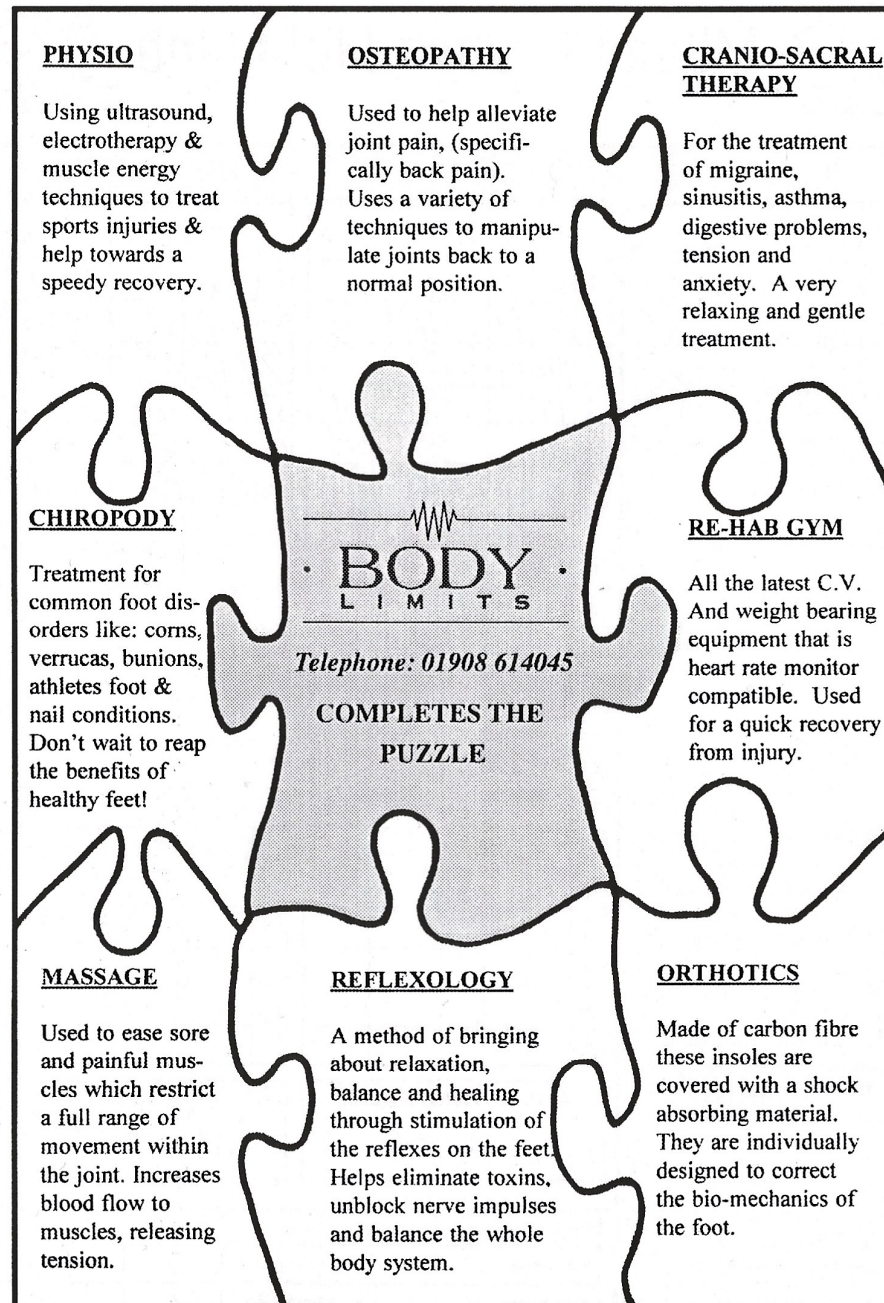 PHYSIO
Using ultrasound,
electrotherapy &
muscle energy
techniques to treat
sports injuries &
help towards a
speedy recovery.
OSTEOPATHY
Used to help alleviate
joint pain, (specifi-
cally back pain).
Uses a variety of
techniques to manipu-
late joints back to a
normal position.
CRANIO-SACRAL
THERAPY
For the treatment
of migraine,
sinusitis, asthma,
digestive problems,
tension and
anxiety. A very
relaxing and gentle
treatment.
CHIROPODY
Treatment for
common foot dis-
orders like: corns,
verrucas, bunions,
athletes foot &
nail conditions.
Don't wait to reap
the benefits of
healthy feet!
· BODY ·
LIMITS
Telephone: 01908 614045
COMPLETES THE
PUZZLE
RE-HAB GYM
All the latest C.V.
And weight bearing
equipment that is
heart rate monitor
compatible. Used
for a quick recovery
from injury.
MASSAGE
Used to ease sore
and painful mus-
cles which restrict
a full range of
movement within
the joint. Increases
blood flow to
muscles, releasing
tension.
REFLEXOLOGY
A method of bringing
about relaxation,
balance and healing
through stimulation of
the reflexes on the feet.
Helps eliminate toxins,
unblock nerve impulses
and balance the whole
body system.
ORTHOTICS
Made of carbon fibre
these insoles are
covered with a shock
absorbing material.
They are individually
designed to correct
the bio-mechanics of
the foot.